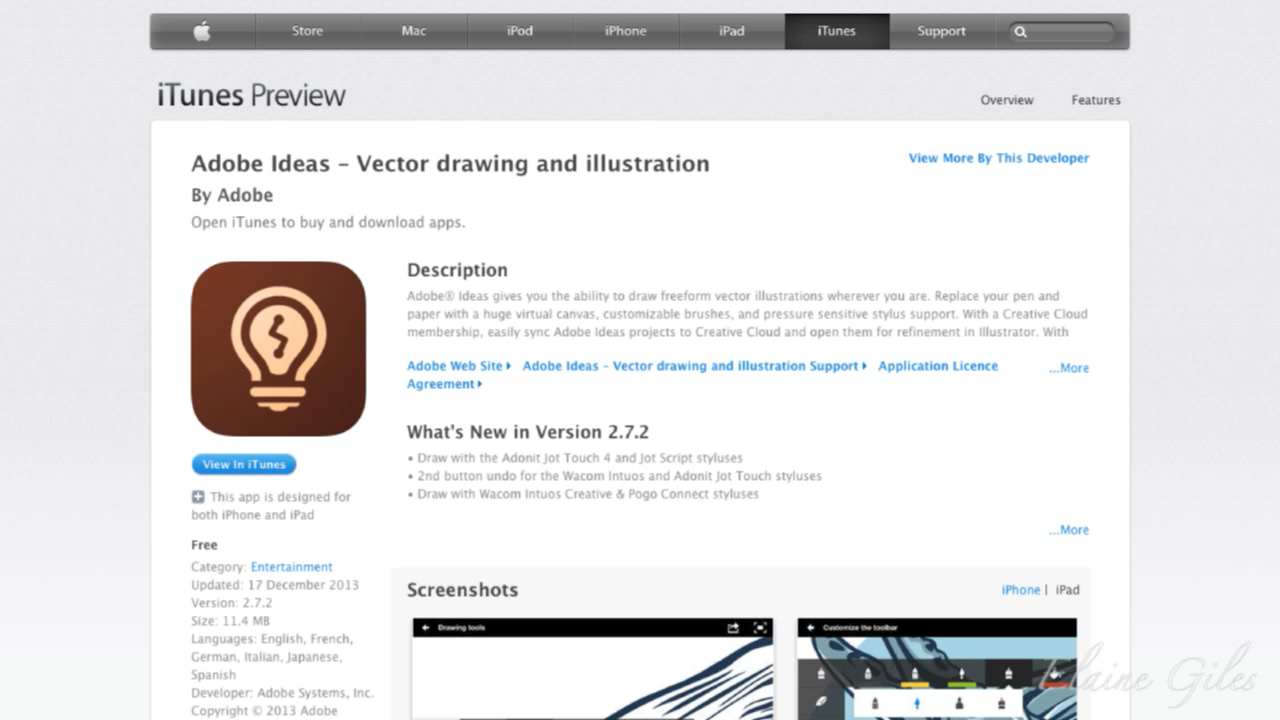 Store Mac iPod iPhone iPad iTunes Support
iTunes Preview
Overview Features
Adobe Ideas – Vector drawing and illustration
View More By This Developer
By Adobe
Open iTunes to buy and download apps.
Description
Adobe® Ideas gives you the ability to draw freeform vector illustrations wherever you are. Replace your pen and
paper with a huge virtual canvas, customizable brushes, and pressure sensitive stylus support. With a Creative Cloud
membership, easily sync Adobe Ideas projects to Creative Cloud and open them for refinement in Illustrator. With
Adobe Web Site Adobe Ideas – Vector drawing and illustration Support Application Licence
Agreement
...More
What's New in Version 2.7.2
• Draw with the Adonit Jot Touch 4 and Jot Script styluses
• 2nd button undo for the Wacom Intuos and Adonit Jot Touch styluses
• Draw with Wacom Intuos Creative & Pogo Connect styluses
...More
View In iTunes
This app is designed for
both iPhone and iPad
Free
Category: Entertainment
Updated: 17 December 2013
Version: 2.7.2
Size: 11.4 MB
Languages: English, French,
German, Italian, Japanese,
Spanish
Developer: Adobe Systems, Inc.
Copyright © 2013 Adobe
Screenshots
iPhone | iPad
Drawing tools
Customize the toolbar
Elaine Giles